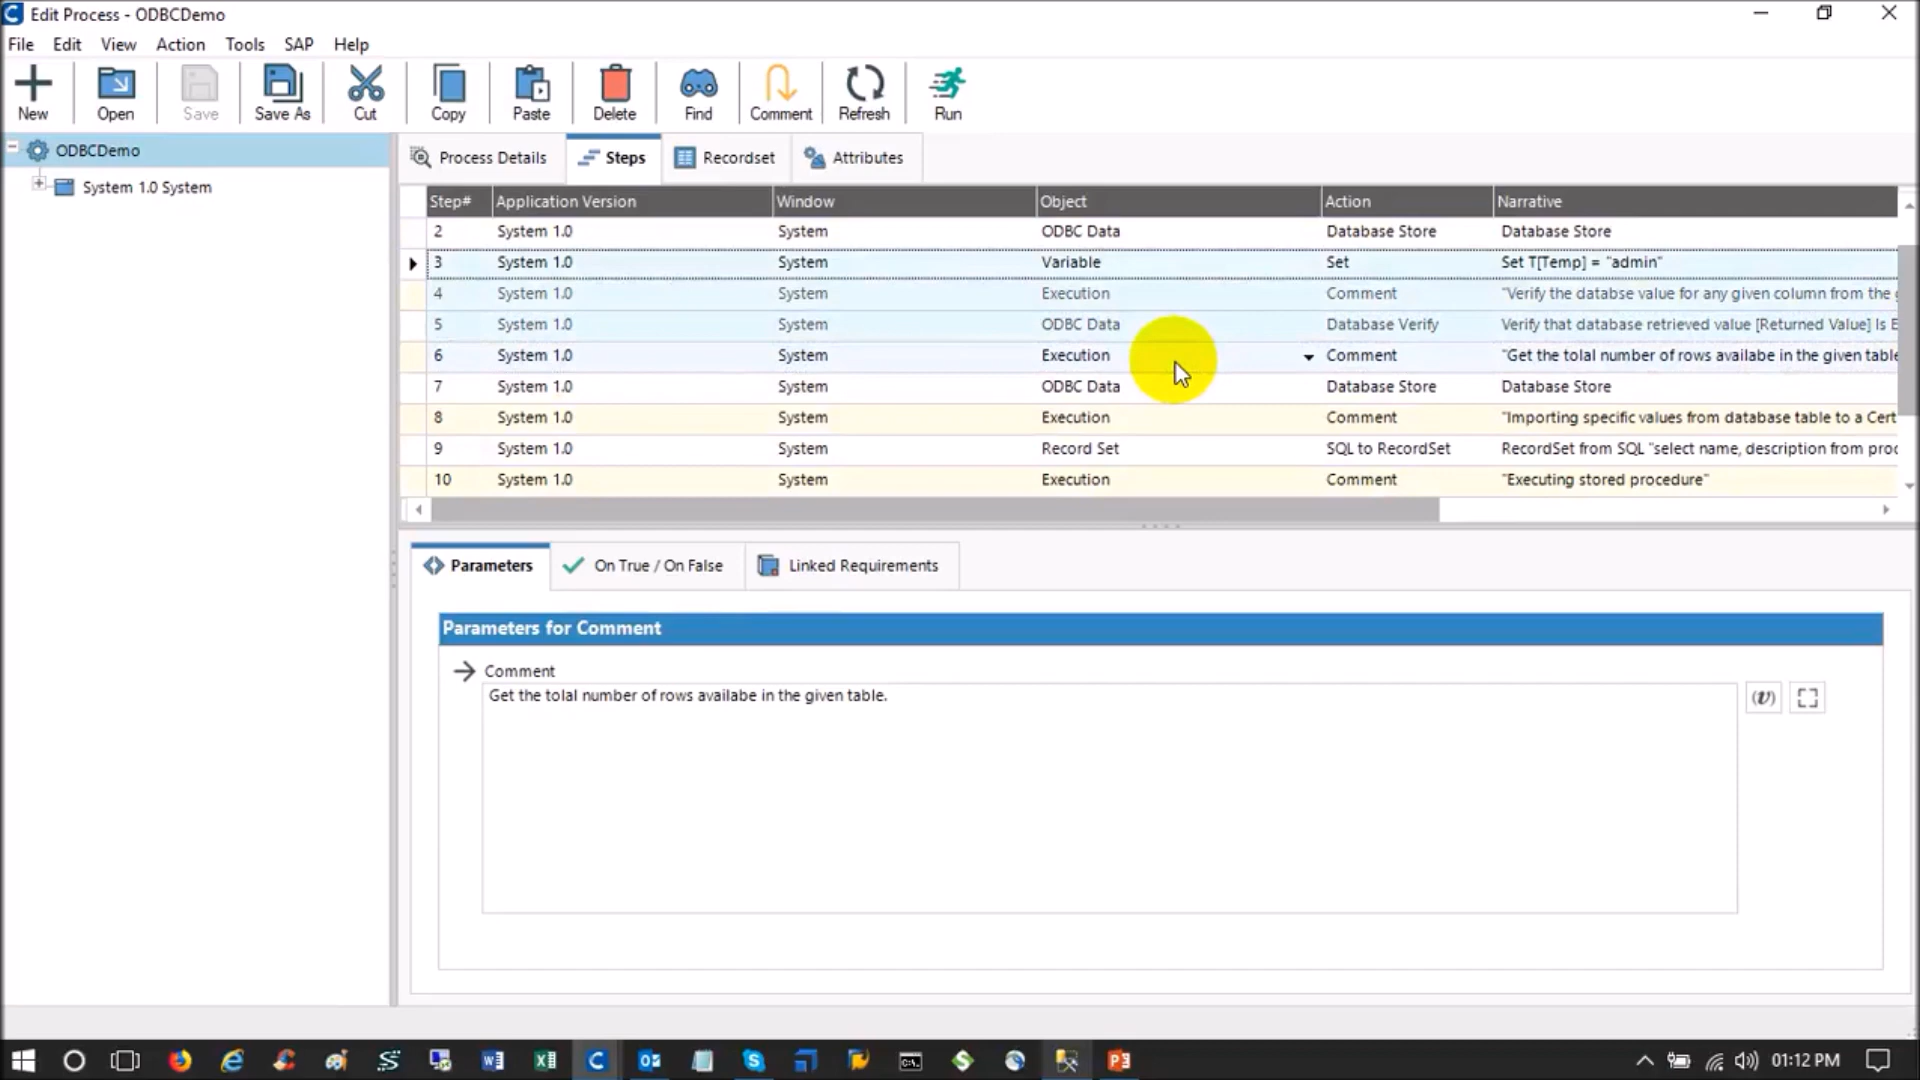 Edit Process - ODBCDemo
File Edit View Action Tools SAP Help
New Open Save Save As Cut Copy Paste Delete Find Comment Refresh Run
ODBCDemo
System 1.0 System
Process Details Steps Recordset Attributes
Step# Application Version Window Object Action Narrative
2 System 1.0 System ODBC Data Database Store Database Store
3 System 1.0 System Variable Set Set T[Temp] = "admin"
4 System 1.0 System Execution Comment "Verify the databse value for any given column from the
5 System 1.0 System ODBC Data Database Verify Verify that database retrieved value [Returned Value] Is E
6 System 1.0 System Execution Comment "Get the tolal number of rows availabe in the given table
7 System 1.0 System ODBC Data Database Store Database Store
8 System 1.0 System Execution Comment "Importing specific values from database table to a Cert
9 System 1.0 System Record Set SQL to RecordSet RecordSet from SQL "select name, description from proc
10 System 1.0 System Execution Comment "Executing stored procedure"
Parameters On True / On False Linked Requirements
Parameters for Comment
Comment
Get the tolal number of rows availabe in the given table.
(v)
01:12 PM